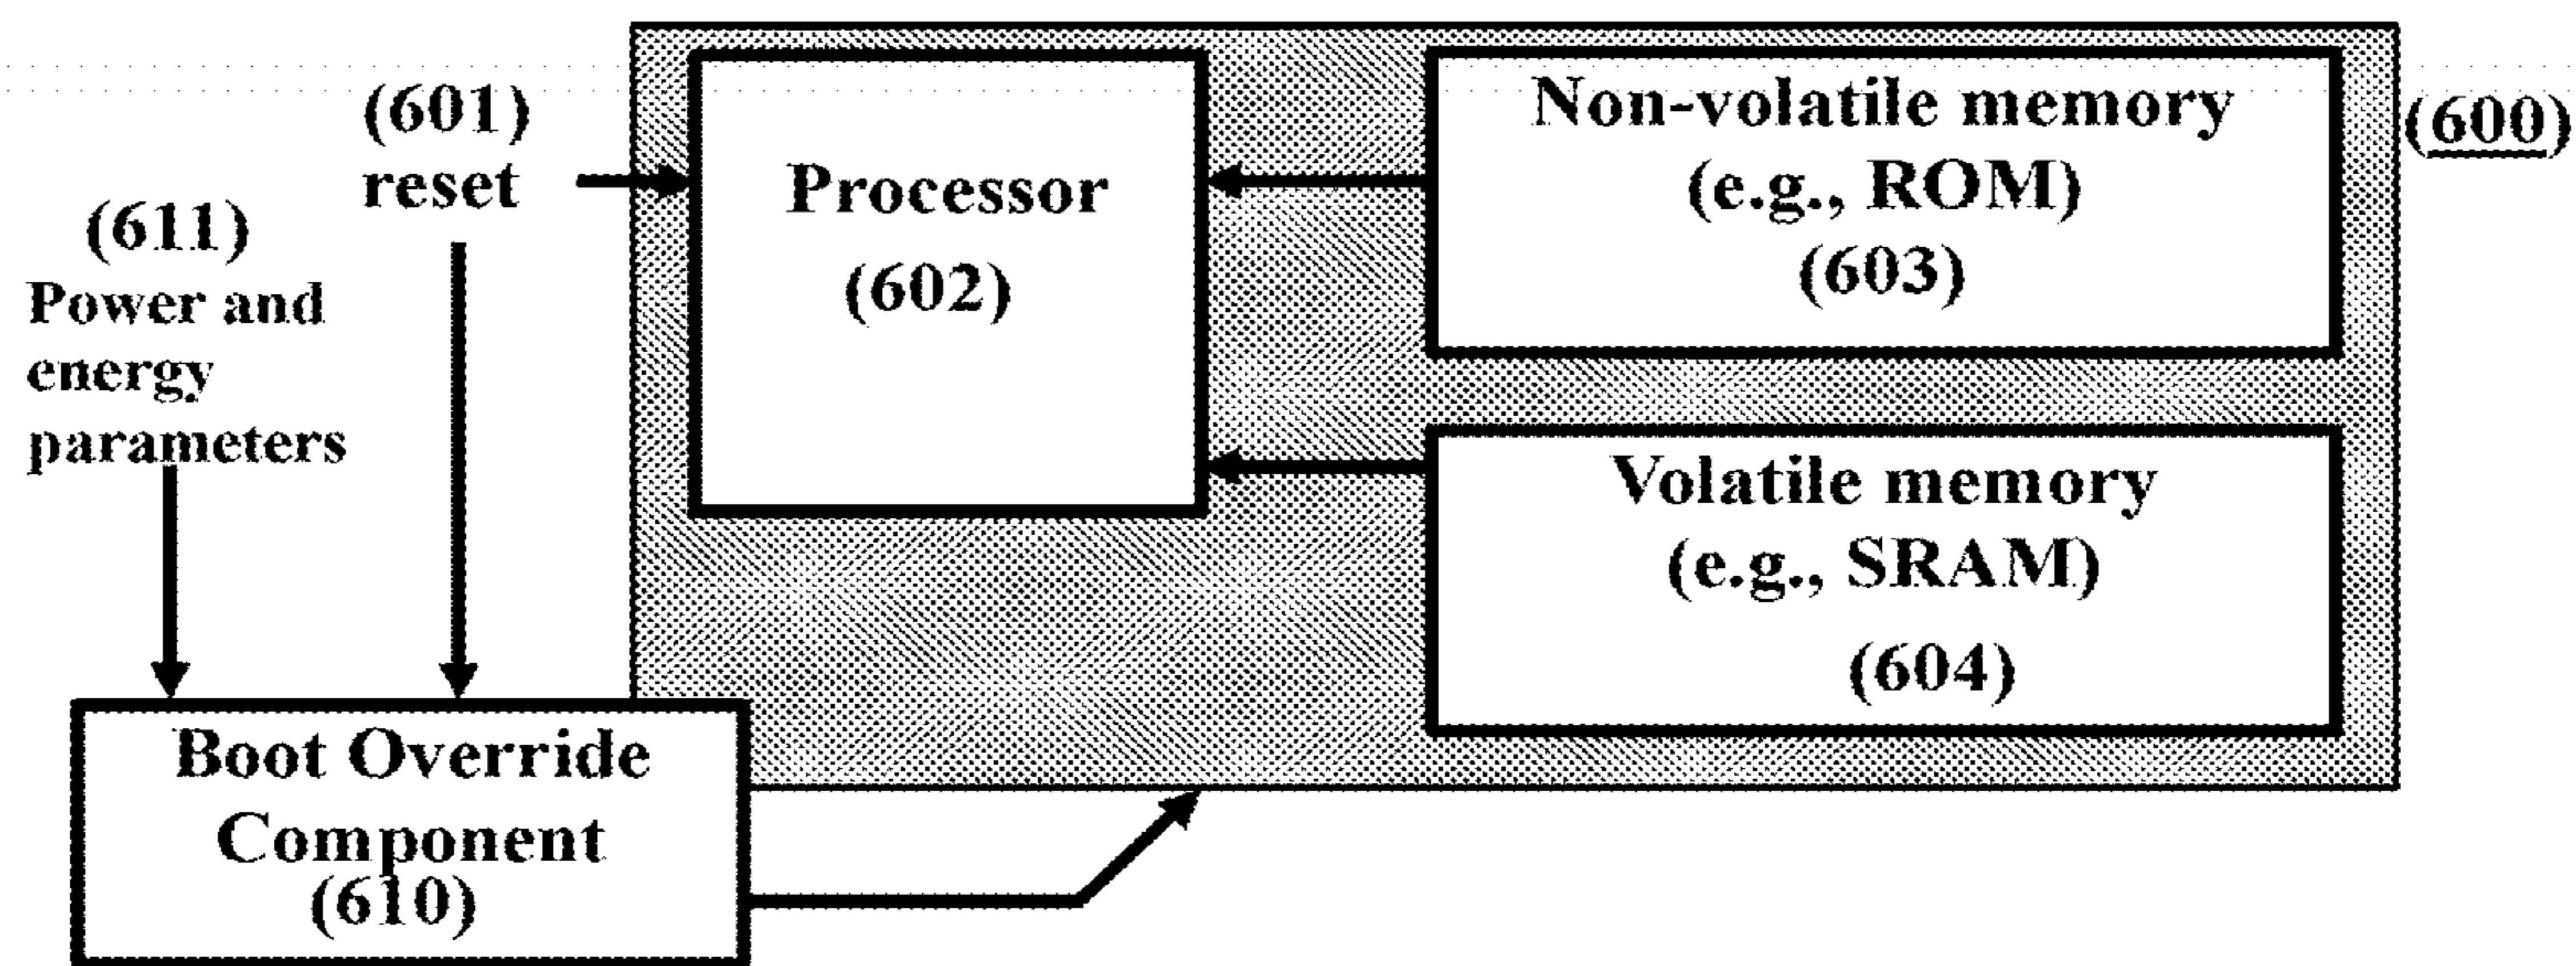 (601)
reset
(611)
Power and
energy
parameters
Processor
(602)
Non-volatile memory
(e.g., ROM)
(603)
(600)
Volatile memory
(e.g., SRAM)
(604)
Boot Override
Component
(610)